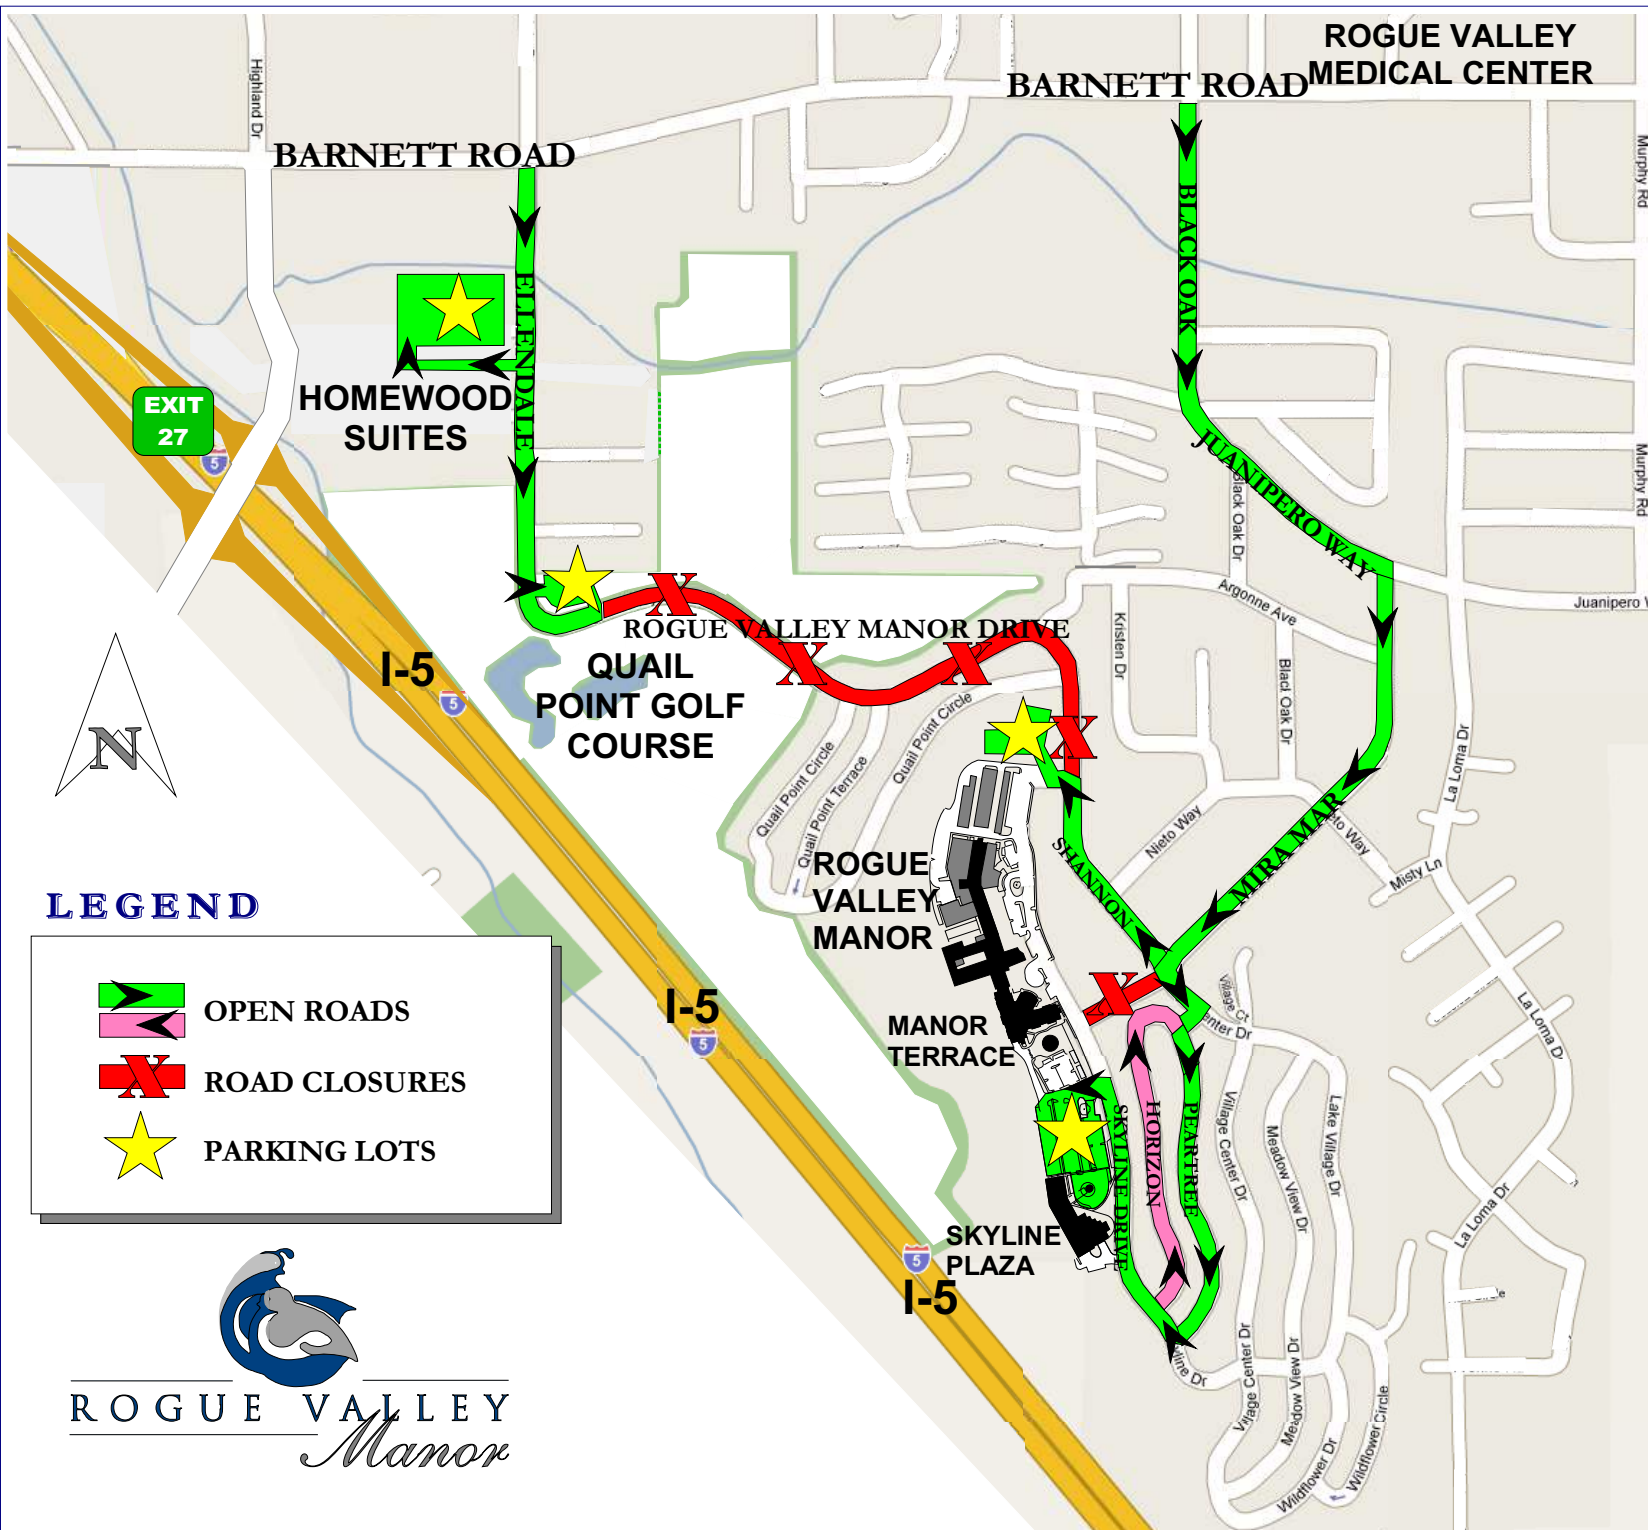 ROGUE VALLEY
MEDICAL CENTER
BARNETT ROAD
Highland Dr
BARNETT ROAD
Murphy Rd
BLACK OAK
ELLENDALE
HOMEWOOD
SUITES
EXIT
27
5
JUANIPERO WAY
Black Oak Dr
Murphy Rd
Argonne Ave
Juanipero
Kristen Dr
ROGUE VALLEY MANOR DRIVE
X
X
X
X
I-5
5
QUAIL
POINT GOLF
COURSE
N
Quail Point Circle
Quail Point Terrace
Quail Point Circle
Black Oak Dr
La Loma Dr
Nieto Way
eto Way
MIRA MAR
Misty Ln
SHANNON
ROGUE
VALLEY
MANOR
LEGEND
OPEN ROADS
X
ROAD CLOSURES
PARKING LOTS
I-5
5
X
MANOR
TERRACE
Village Ct
enter Dr
La Loma D
SKYLINE DRIVE
HORIZON
PEARTREE
Village Center Dr
Meadow View Dr
Lake Village Dr
La Loma Dr
SKYLINE
PLAZA
5
I-5
yline Dr
Village Center Dr
Meadow View Dr
Wildflower Dr
Wildflower Circle
ROGUE VALLEY
Manor